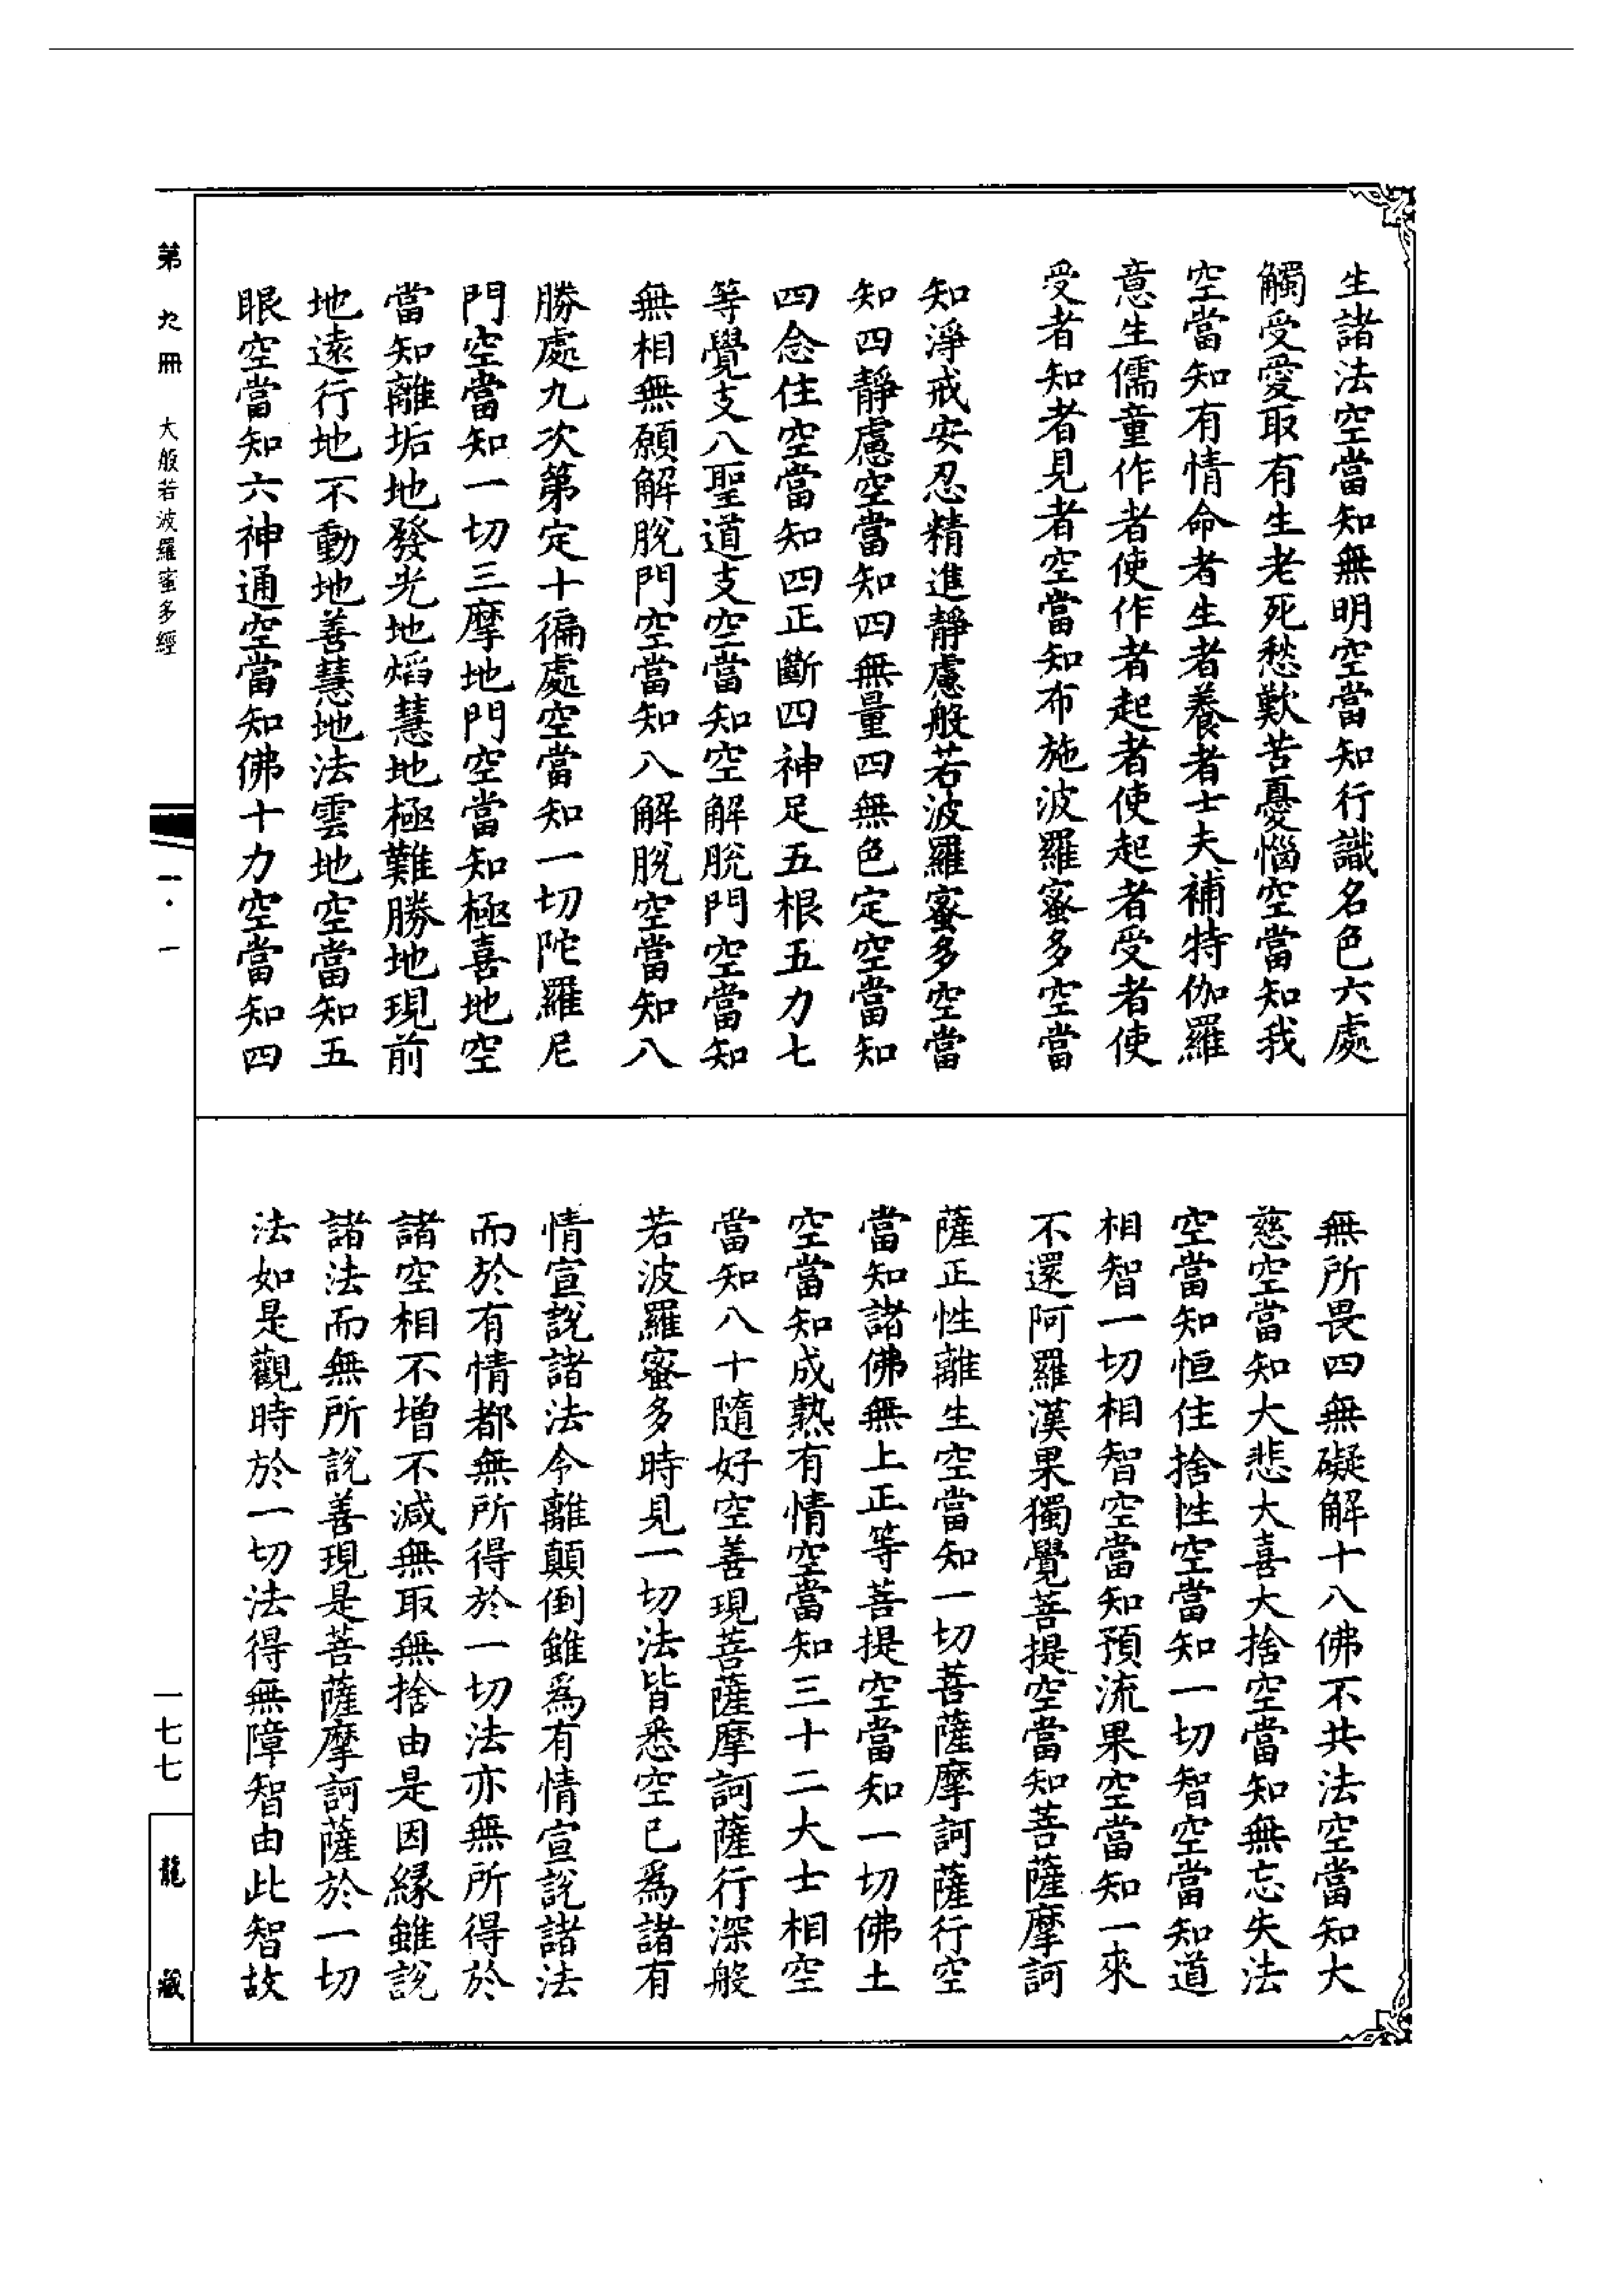 生諸法空當知無明空當知行識名色六處
觸受愛取有生老死愁歎苦憂惱空當知我
空當知有情命者生者養者士夫補特伽羅
意生儒童作者使作者起者使起者受者使
受者知者見者空當知布施波羅蜜多空當
知淨戒安忍精進靜慮般若波羅蜜多空當
知四靜慮空當知四無量四無色定空當知
四念住空當知四正斷四神足五根五力七
等覺支八聖道支空當知空解脫門空當知
無相無願解脫門空當知八解脫空當知八
勝處九次第定十徧處空當知一切陀羅尼
門空當知一切三摩地門空當知極喜地空
當知離垢地發光地焰慧地極難勝地現前
地遠行地不動地善慧地法雲地空當知五
眼空當知六神通空當知佛十力空當知四
無所畏四無礙解十八佛不共法空當知大
慈空當知大悲大喜大捨空當知無忘失法
空當知恒住捨性空當知一切智空當知道
相智一切相智空當知預流果空當知一來
不還阿羅漢果獨覺菩提空當知菩薩摩訶
薩正性離生空當知一切菩薩摩訶薩行空
當知諸佛無上正等菩提空當知一切佛土
空當知成熟有情空當知三十二大士相空
當知八十隨好空善現菩薩摩訶薩行深般
若波羅蜜多時見一切法皆悉空已為諸有
情宣說諸法令離顛倒雖為有情宣說諸法
而於有情都無所得於一切法亦無所得於
諸空相不增不減無取無捨由是因緣雖說
諸法而無所說善現是菩薩摩訶薩於一切
法如是觀時於一切法得無障智由此智故
第九冊 大般若波羅蜜多經
一·一
一七七
龍藏